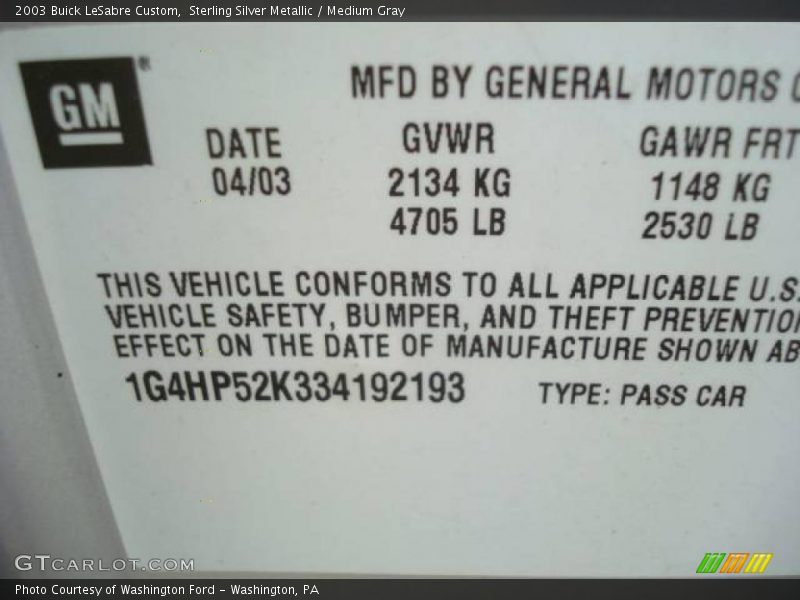 2003 Buick LeSabre Custom, Sterling Silver Metallic / Medium Gray
GM®
MFD BY GENERAL MOTORS
DATE GVWR GAWR FRT
04/03 2134 KG 1148 KG
4705 LB 2530 LB
THIS VEHICLE CONFORMS TO ALL APPLICABLE U.S.
VEHICLE SAFETY, BUMPER, AND THEFT PREVENTION
EFFECT ON THE DATE OF MANUFACTURE SHOWN AB
1G4HP52K334192193 TYPE: PASS CAR
GTCARLOT.COM
Photo Courtesy of Washington Ford - Washington, PA